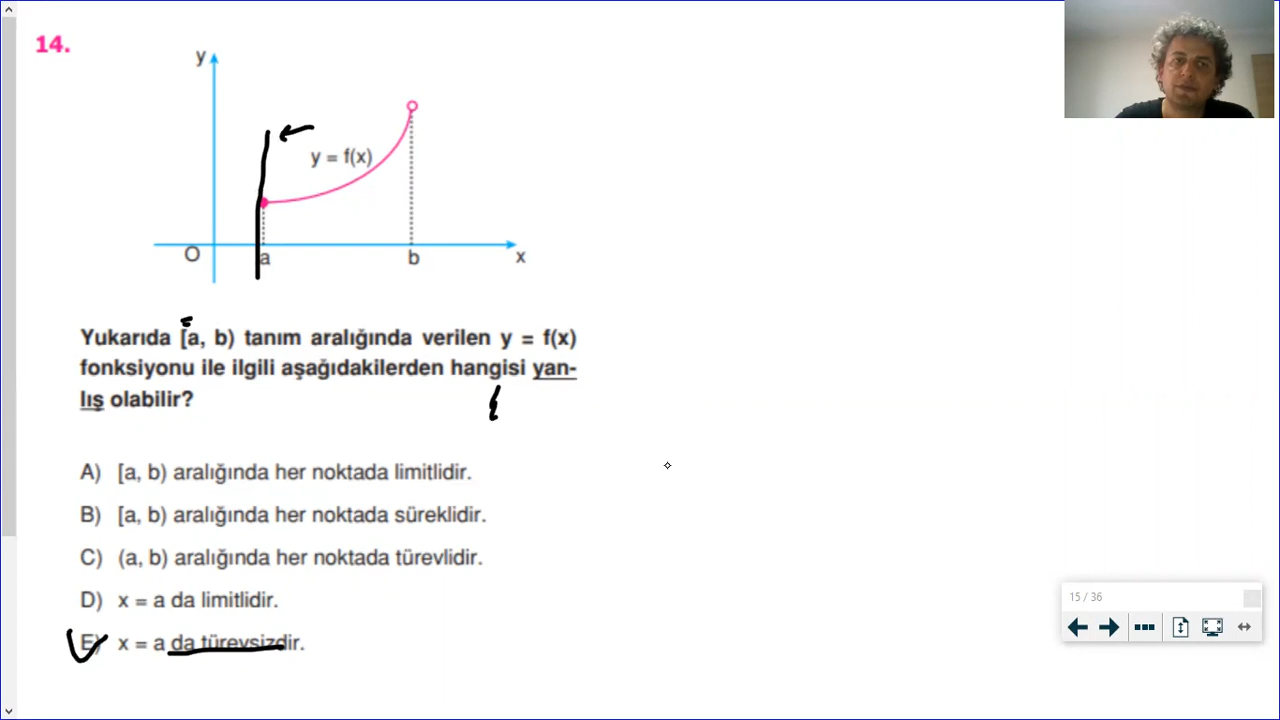 14.
y
y = f(x)
O
a
b
x
Yukarıda [a, b) tanım aralığında verilen y = f(x)
fonksiyonu ile ilgili aşağıdakilerden hangisi yan-
lış olabilir?
A) [a, b) aralığında her noktada limitlidir.
B) [a, b) aralığında her noktada süreklidir.
C) (a, b) aralığında her noktada türevlidir.
D) x = a da limitlidir.
E) x = a da türevsizdir.
15 / 36